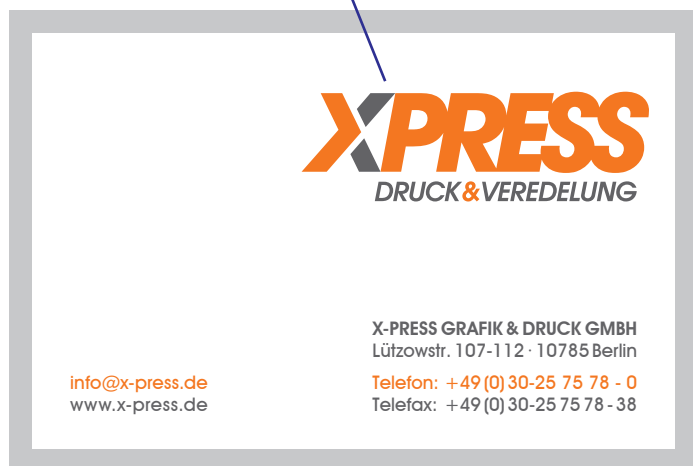 XPRESS
DRUCK&VEREDELUNG
X-PRESS GRAFIK & DRUCK GMBH
Lützowstr. 107-112 · 10785 Berlin
info@x-press.de
www.x-press.de
Telefon: +49 (0) 30-25 75 78 - 0
Telefax: +49 (0) 30-25 75 78 - 38